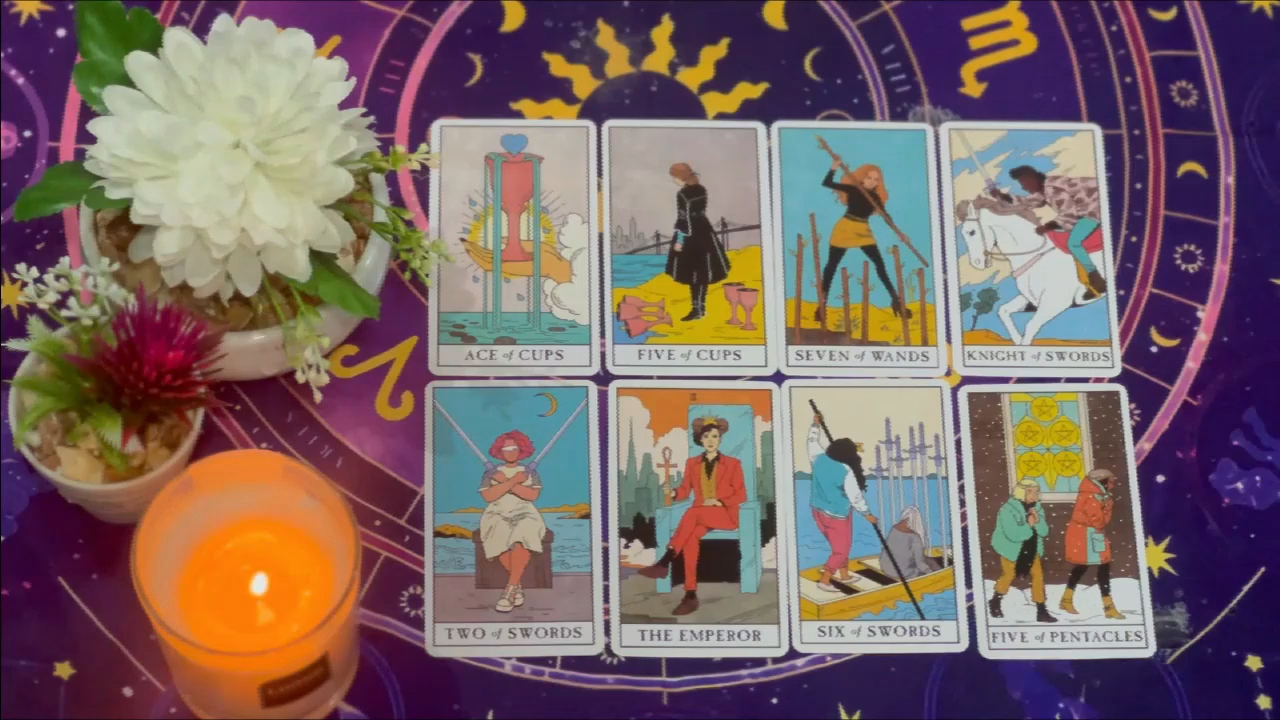 ACE of CUPS
FIVE of CUPS
SEVEN of WANDS
KNIGHT of SWORDS
TWO of SWORDS
THE EMPEROR
SIX of SWORDS
FIVE of PENTACLES
VIII